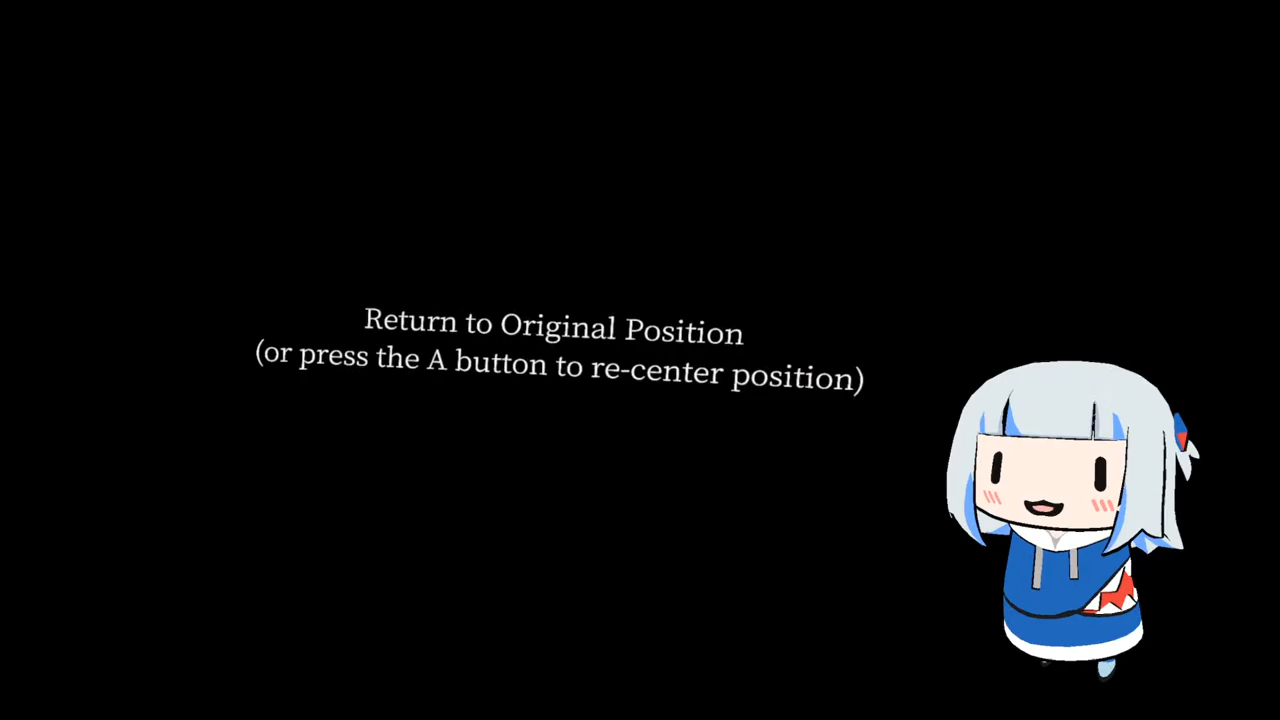 Return to Original Position
(or press the A button to re-center position)